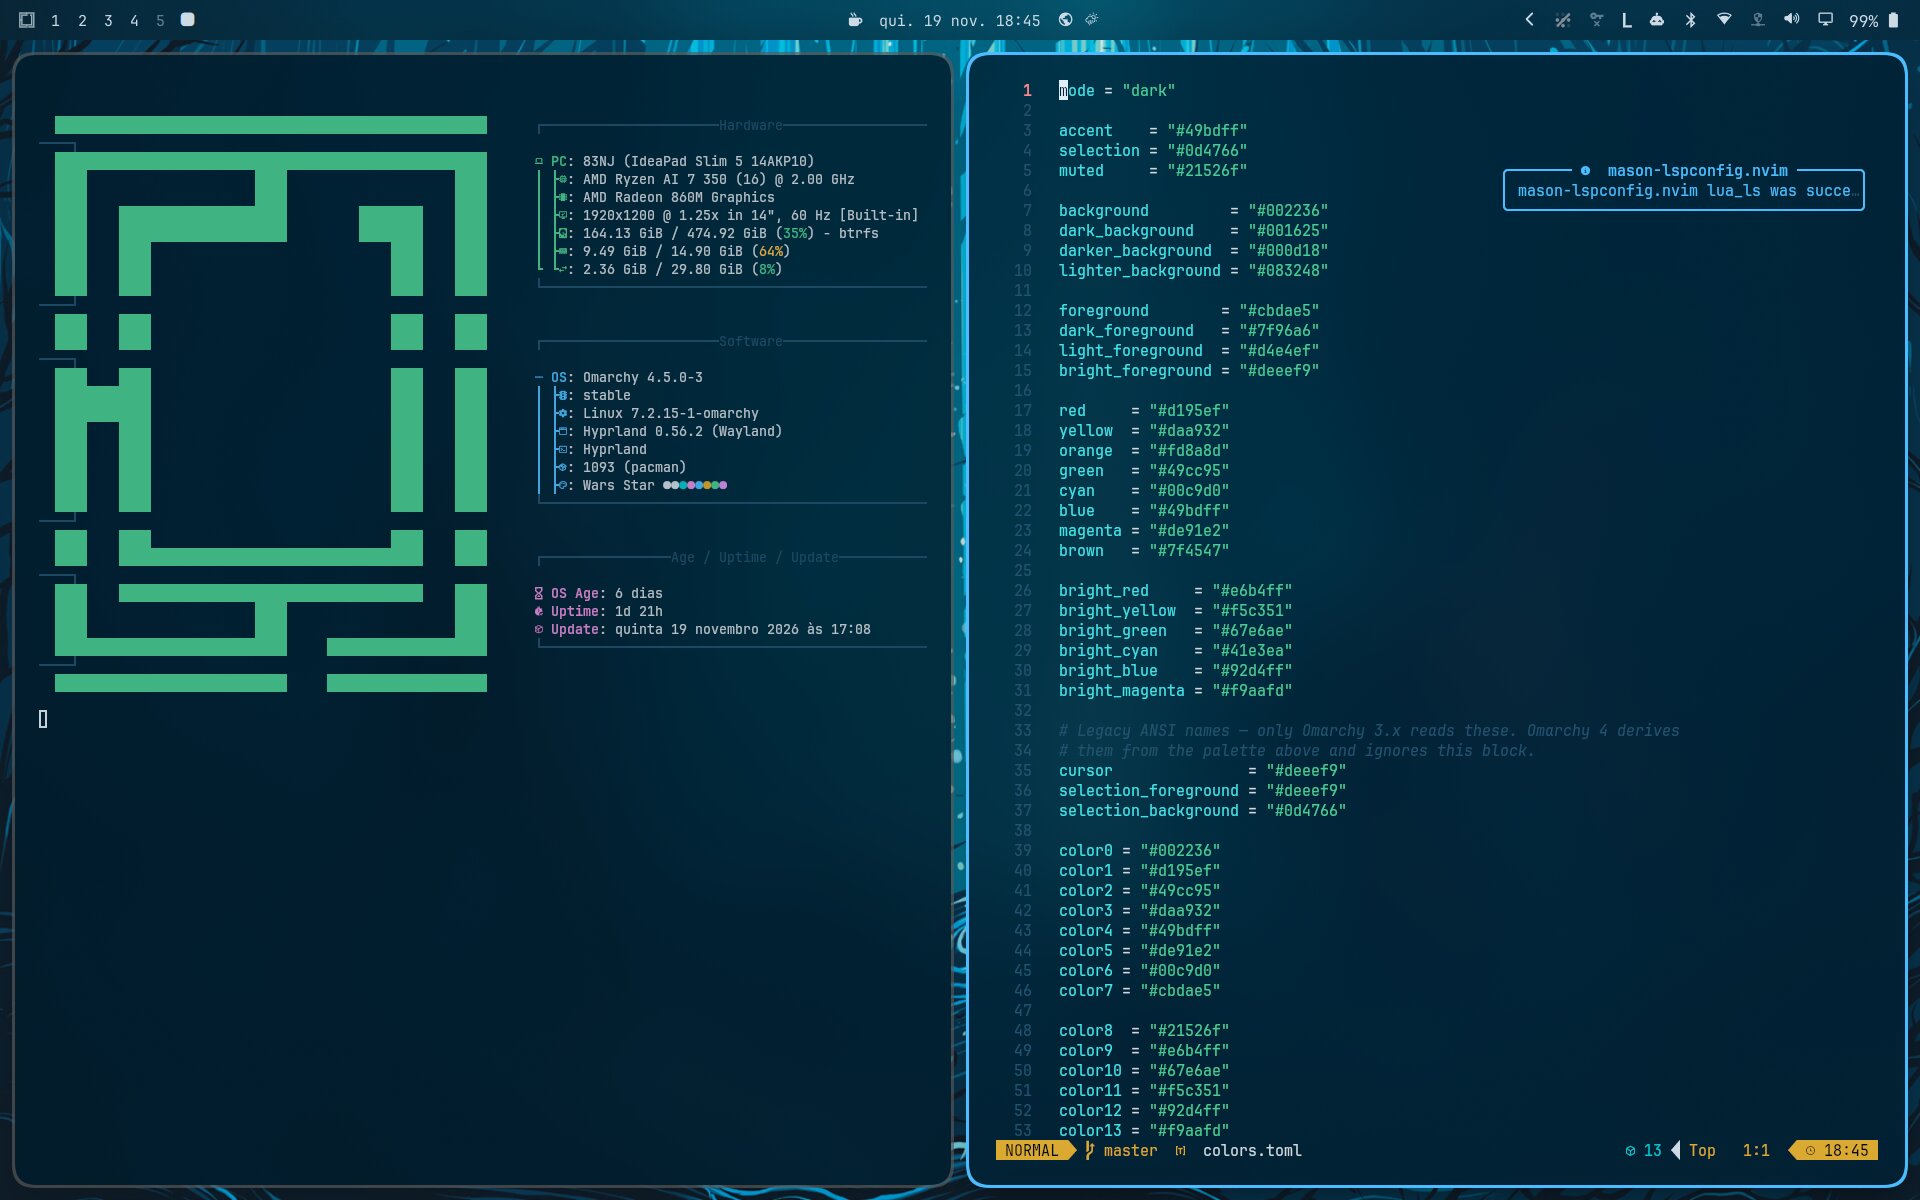 1 2 3 4 5
qui. 19 nov. 18:45
L
99%
Hardware
PC: 83NJ (IdeaPad Slim 5 14AKP10)
: AMD Ryzen AI 7 350 (16) @ 2.00 GHz
: AMD Radeon 860M Graphics
: 1920x1200 @ 1.25x in 14", 60 Hz [Built-in]
: 164.13 GiB / 474.92 GiB (35%) - btrfs
: 9.49 GiB / 14.90 GiB (64%)
: 2.36 GiB / 29.80 GiB (8%)
Software
OS: Omarchy 4.5.0-3
: stable
: Linux 7.2.15-1-omarchy
: Hyprland 0.56.2 (Wayland)
: Hyprland
: 1093 (pacman)
: Wars Star
Age / Uptime / Update
OS Age: 6 dias
Uptime: 1d 21h
Update: quinta 19 novembro 2026 às 17:08
1 mode = "dark"
2
3 accent    = "#49bdff"
4 selection = "#0d4766"
5 muted     = "#21526f"
6
7 background         = "#002236"
8 dark_background    = "#001625"
9 darker_background  = "#000d18"
10 lighter_background = "#083248"
11
12 foreground        = "#cbdae5"
13 dark_foreground   = "#7f96a6"
14 light_foreground  = "#d4e4ef"
15 bright_foreground = "#deeef9"
16
17 red     = "#d195ef"
18 yellow  = "#daa932"
19 orange  = "#fd8a8d"
20 green   = "#49cc95"
21 cyan    = "#00c9d0"
22 blue    = "#49bdff"
23 magenta = "#de91e2"
24 brown   = "#7f4547"
25
26 bright_red     = "#e6b4ff"
27 bright_yellow  = "#f5c351"
28 bright_green   = "#67e6ae"
29 bright_cyan    = "#41e3ea"
30 bright_blue    = "#92d4ff"
31 bright_magenta = "#f9aafd"
32
33 # Legacy ANSI names — only Omarchy 3.x reads these. Omarchy 4 derives
34 # them from the palette above and ignores this block.
35 cursor               = "#deeef9"
36 selection_foreground = "#deeef9"
37 selection_background = "#0d4766"
38
39 color0 = "#002236"
40 color1 = "#d195ef"
41 color2 = "#49cc95"
42 color3 = "#daa932"
43 color4 = "#49bdff"
44 color5 = "#de91e2"
45 color6 = "#00c9d0"
46 color7 = "#cbdae5"
47
48 color8  = "#21526f"
49 color9  = "#e6b4ff"
50 color10 = "#67e6ae"
51 color11 = "#f5c351"
52 color12 = "#92d4ff"
53 color13 = "#f9aafd"
mason-lspconfig.nvim
mason-lspconfig.nvim lua_ls was succe…
NORMAL master colors.toml 13 Top 1:1 18:45